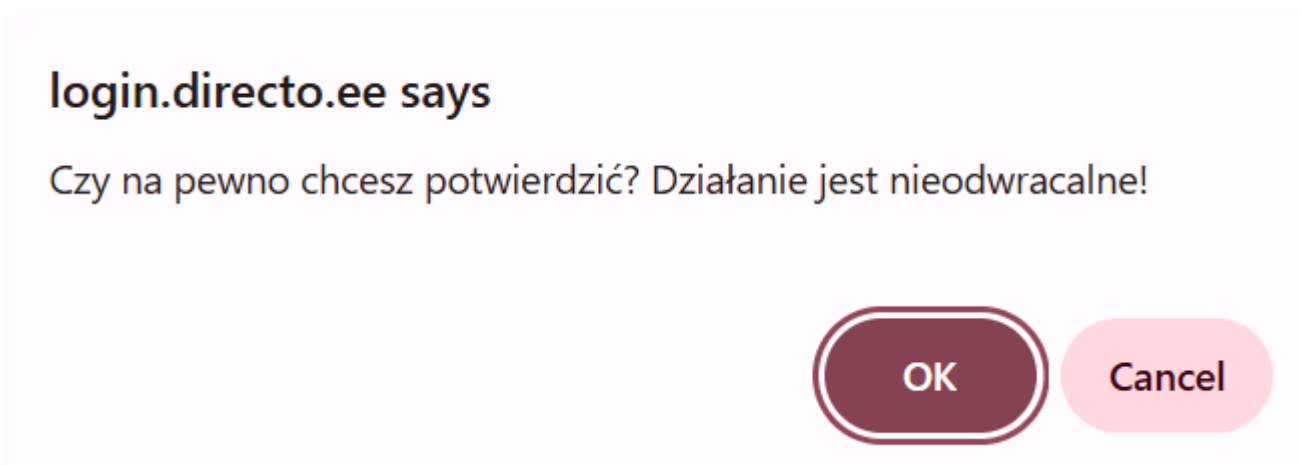 login.directo.ee says
Czy na pewno chcesz potwierdzić? Działanie jest nieodwracalne!
OK Cancel